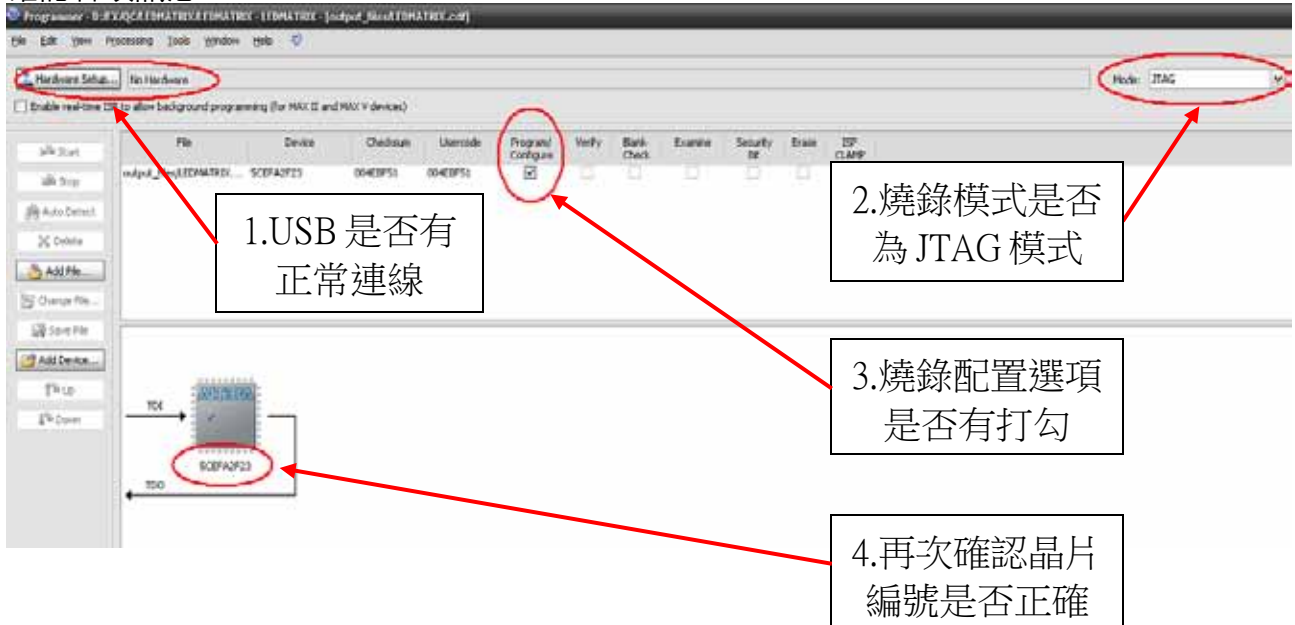 Programmer - LEDMATRIX - [output_files/LEDMATRIX.cdf]
File Edit View Processing Tools Window Help
Hardware Setup... No Hardware
Mode: JTAG
Enable real-time ISP to allow background programming (for MAX II and MAX V devices)
File Device Checksum Usercode Program/ Configure Verify Blank- Check Examine Security Bit Erase ISP CLAMP
output_files/LEDMATRIX.... 5CEFA2F23 004E0F51 004E0F51
Start
Stop
Auto Detect
Delete
Add File...
Change File...
Save File
Add Device...
Up
Down
1.USB 是否有
正常連線
2.燒錄模式是否
為 JTAG 模式
3.燒錄配置選項
是否有打勾
TDI
5CEFA2F23
TDO
4.再次確認晶片
編號是否正確